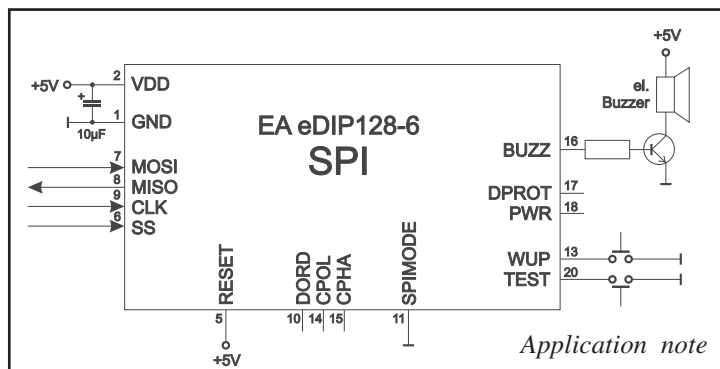 +5V
+5V
2
VDD
el.
Buzzer
+
1
GND
10µF
EA eDIP128-6
SPI
BUZZ
16
7
MOSI
8
MISO
9
CLK
6
SS
DPROT
17
PWR
18
WUP
13
TEST
20
RESET
DORD
CPOL
CPHA
SPIMODE
5
10
14
15
11
+5V
Application note